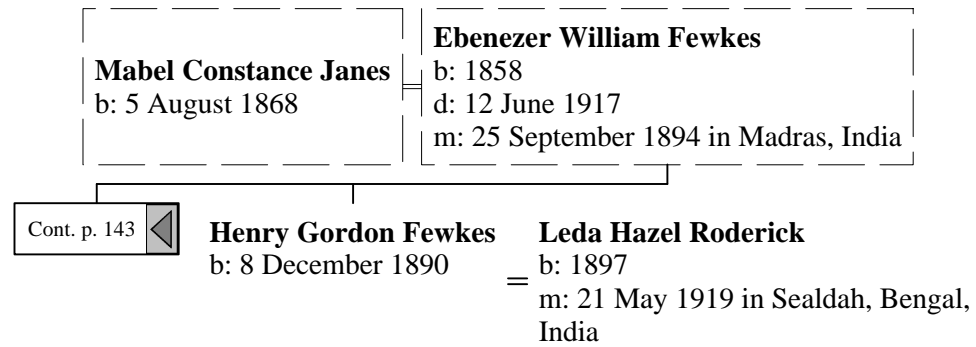 Mabel Constance Janes
b: 5 August 1868
Ebenezer William Fewkes
b: 1858
d: 12 June 1917
m: 25 September 1894 in Madras, India
Cont. p. 143
Henry Gordon Fewkes
b: 8 December 1890
=
Leda Hazel Roderick
b: 1897
m: 21 May 1919 in Sealdah, Bengal,
India